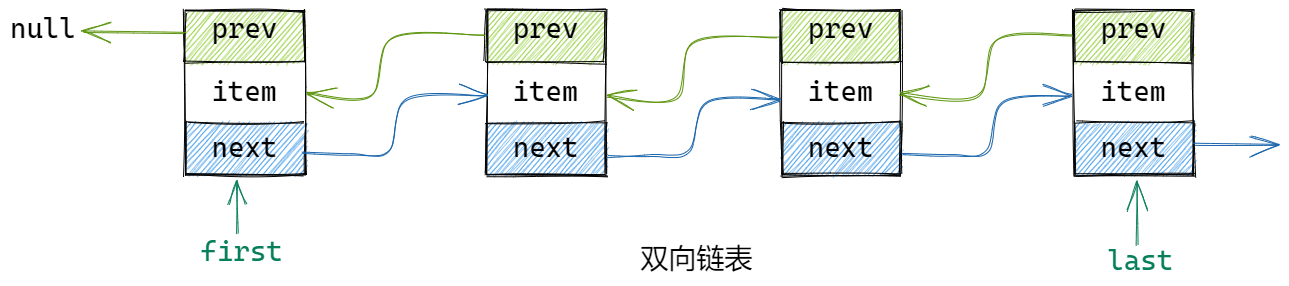 null prev prev prev prev
item item item item
next next next next
first 双向链表 last